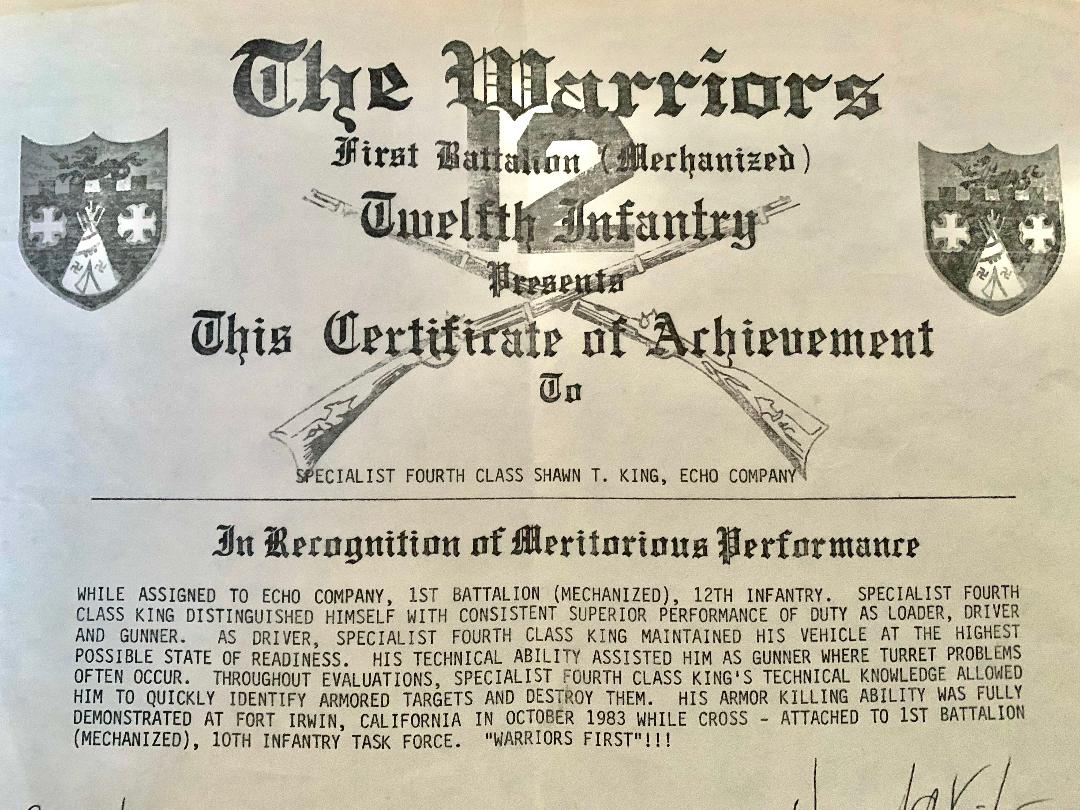 The Warriors
12
First Battalion (Mechanized)
Twelfth Infantry
Presents
This Certificate of Achievement
To
SPECIALIST FOURTH CLASS SHAWN T. KING, ECHO COMPANY
In Recognition of Meritorious Performance
WHILE ASSIGNED TO ECHO COMPANY, 1ST BATTALION (MECHANIZED), 12TH INFANTRY. SPECIALIST FOURTH
CLASS KING DISTINGUISHED HIMSELF WITH CONSISTENT SUPERIOR PERFORMANCE OF DUTY AS LOADER, DRIVER
AND GUNNER. AS DRIVER, SPECIALIST FOURTH CLASS KING MAINTAINED HIS VEHICLE AT THE HIGHEST
POSSIBLE STATE OF READINESS. HIS TECHNICAL ABILITY ASSISTED HIM AS GUNNER WHERE TURRET PROBLEMS
OFTEN OCCUR. THROUGHOUT EVALUATIONS, SPECIALIST FOURTH CLASS KING'S TECHNICAL KNOWLEDGE ALLOWED
HIM TO QUICKLY IDENTIFY ARMORED TARGETS AND DESTROY THEM. HIS ARMOR KILLING ABILITY WAS FULLY
DEMONSTRATED AT FORT IRWIN, CALIFORNIA IN OCTOBER 1983 WHILE CROSS - ATTACHED TO 1ST BATTALION
(MECHANIZED), 10TH INFANTRY TASK FORCE. "WARRIORS FIRST"!!!